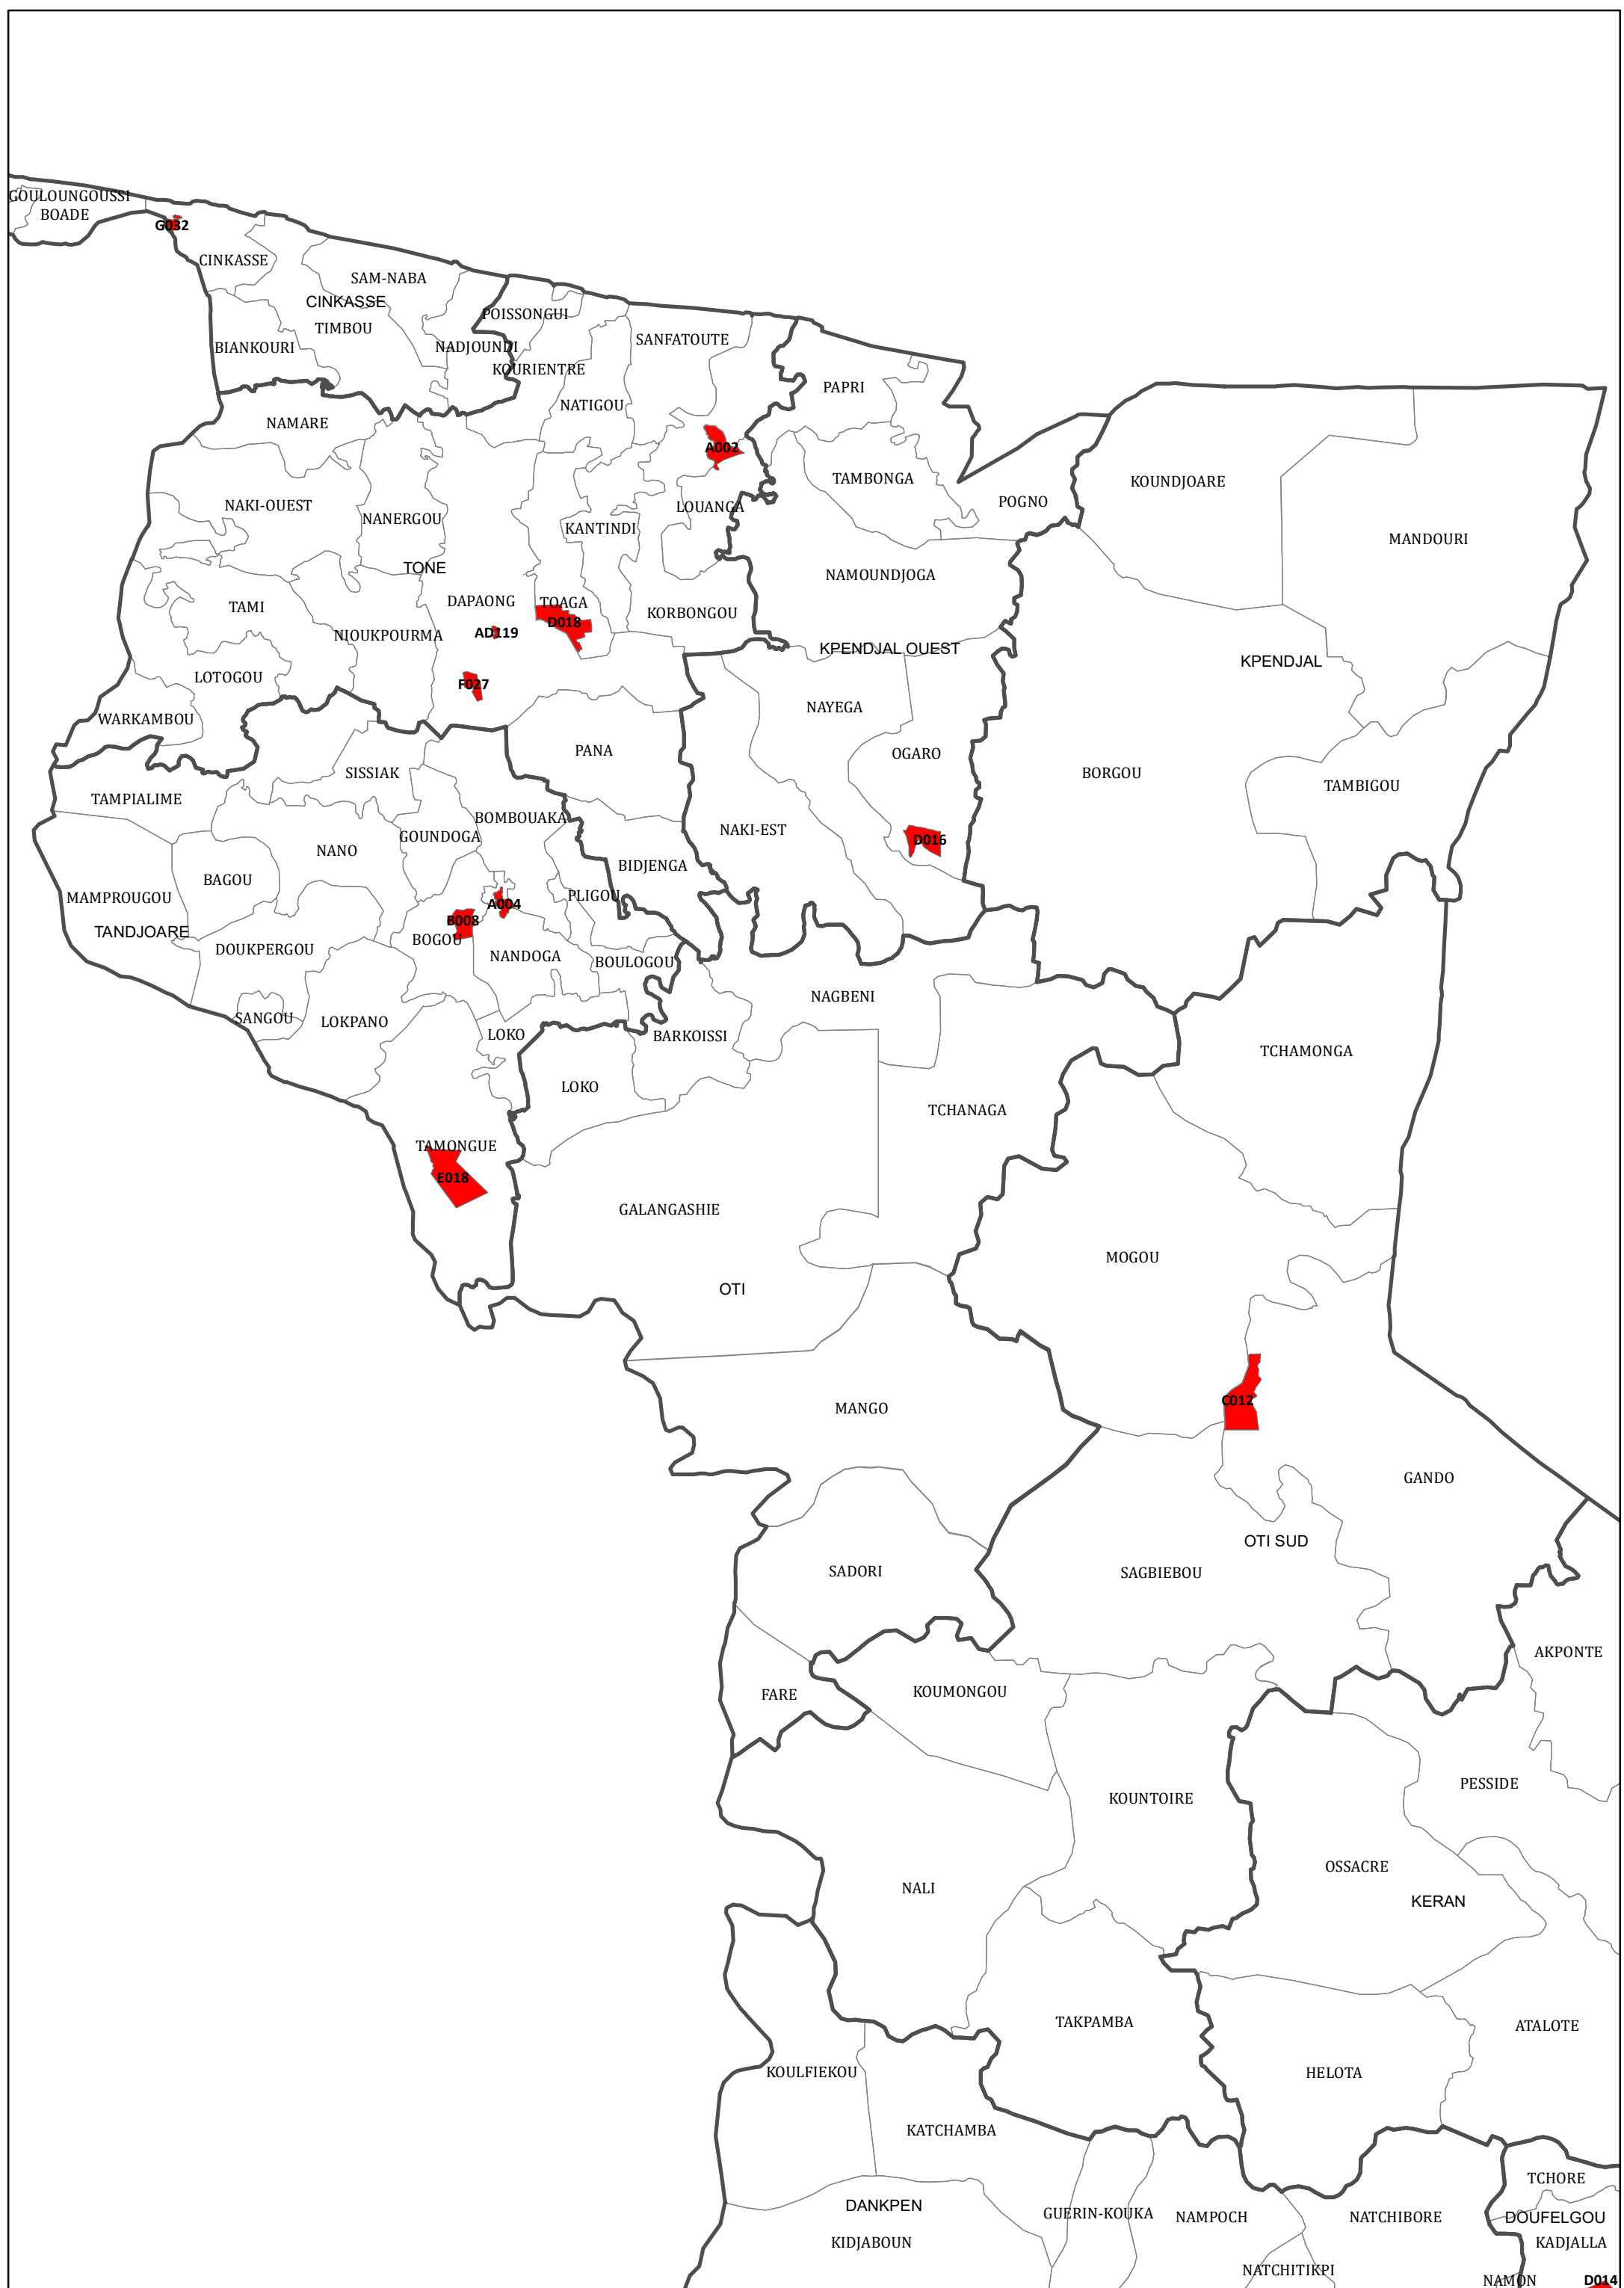 GOULOUNGOUSSI
BOADE
G032
CINKASSE
SAM-NABA
CINKASSE
TIMBOU
POISSONGUI
SANFATOUTE
BIANKOURI
NADJOUNDI
KOURIENTRE
PAPRI
NATIGOU
NAMARE
A002
TAMBONGA
KOUNDJOARE
POGNO
NAKI-OUEST
LOUANGA
NANERGOU
KANTINDI
MANDOURI
TONE
NAMOUNDJOGA
DAPAONG
TOAGA
TAMI
KORBONGOU
D018
AD119
NIOUKPOURMA
KPENDJAL OUEST
KPENDJAL
LOTOGOU
F027
NAYEGA
WARKAMBOU
PANA
OGARO
SISSIAK
BORGOU
TAMBIGOU
TAMPIALIME
BOMBOUAKA
NAKI-EST
GOUNDOGA
D016
NANO
BIDJENGA
BAGOU
PLIGOU
MAMPROUGOU
A004
B008
TANDJOARE
BOGOU
DOUKPERGOU
NANDOGA
BOULOGOU
NAGBENI
SANGOU
LOKPANO
LOKO
BARKOISSI
TCHAMONGA
LOKO
TCHANAGA
TAMONGUE
E018
GALANGASHIE
MOGOU
OTI
C012
MANGO
GANDO
OTI SUD
SADORI
SAGBIEBOU
AKPONTE
FARE
KOUMONGOU
PESSIDE
KOUNTOIRE
OSSACRE
NALI
KERAN
TAKPAMBA
ATALOTE
KOULFIEKOU
HELOTA
KATCHAMBA
TCHORE
DANKPEN
GUERIN-KOUKA
NAMPOCH
NATCHIBORE
DOUFELGOU
KIDJABOUN
KADJALLA
NATCHITIKPI
NAMON
D014